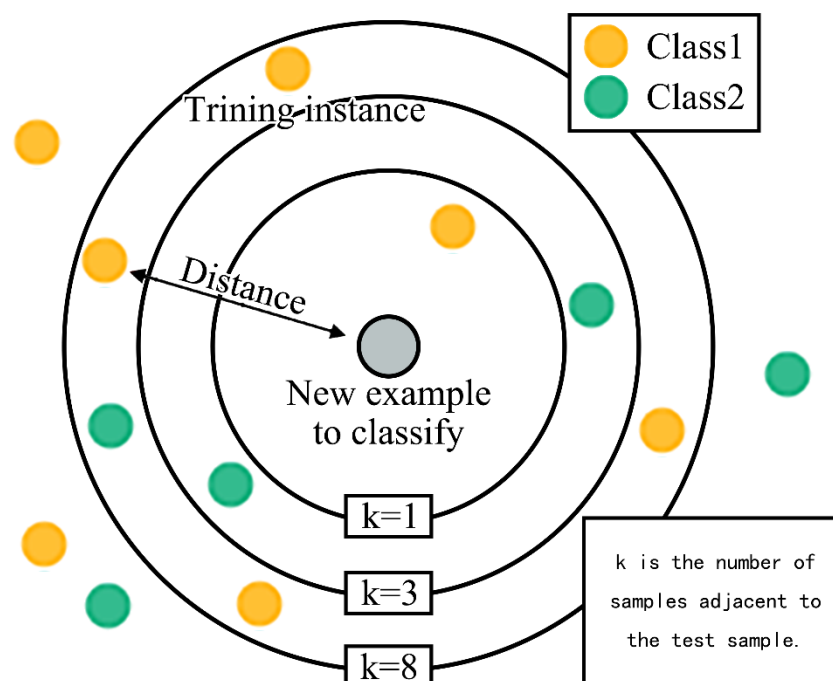 Class1
Class2
Trining instance
Distance
New example
to classify
k=1
k=3
k=8
k is the number of
samples adjacent to
the test sample.